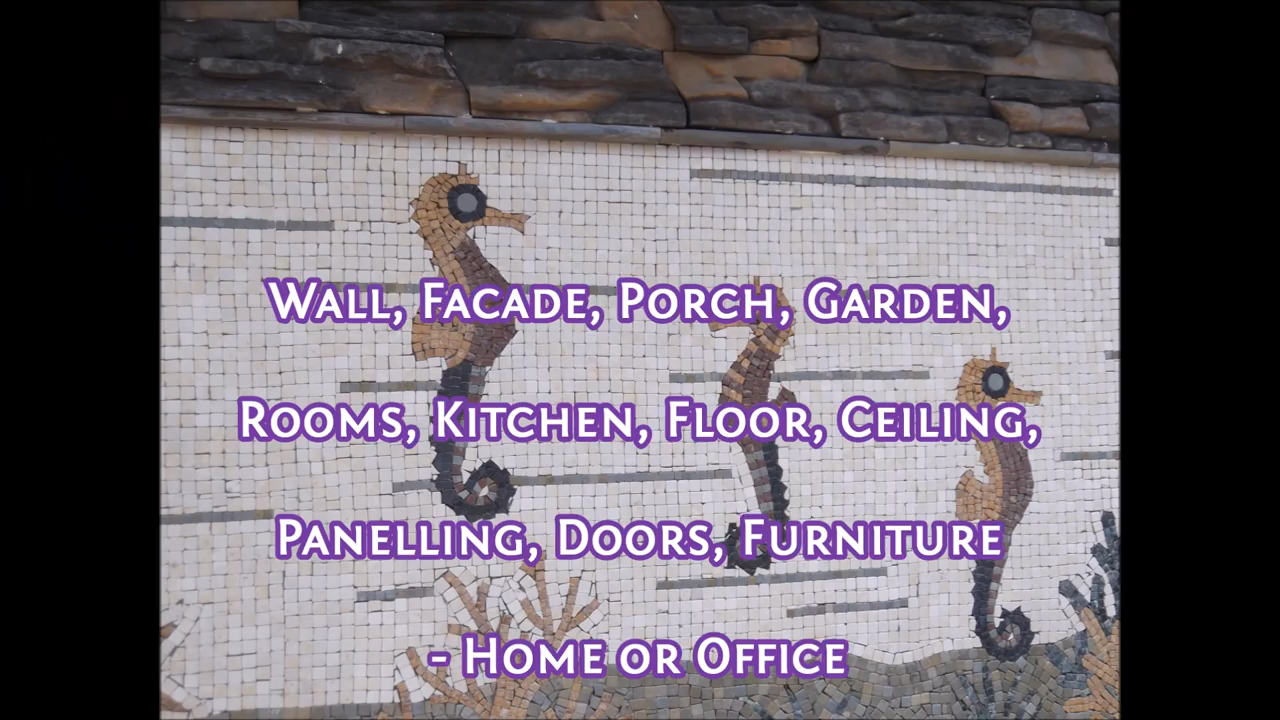 Wall, Facade, Porch, Garden,
Rooms, Kitchen, Floor, Ceiling,
Panelling, Doors, Furniture
- Home or Office